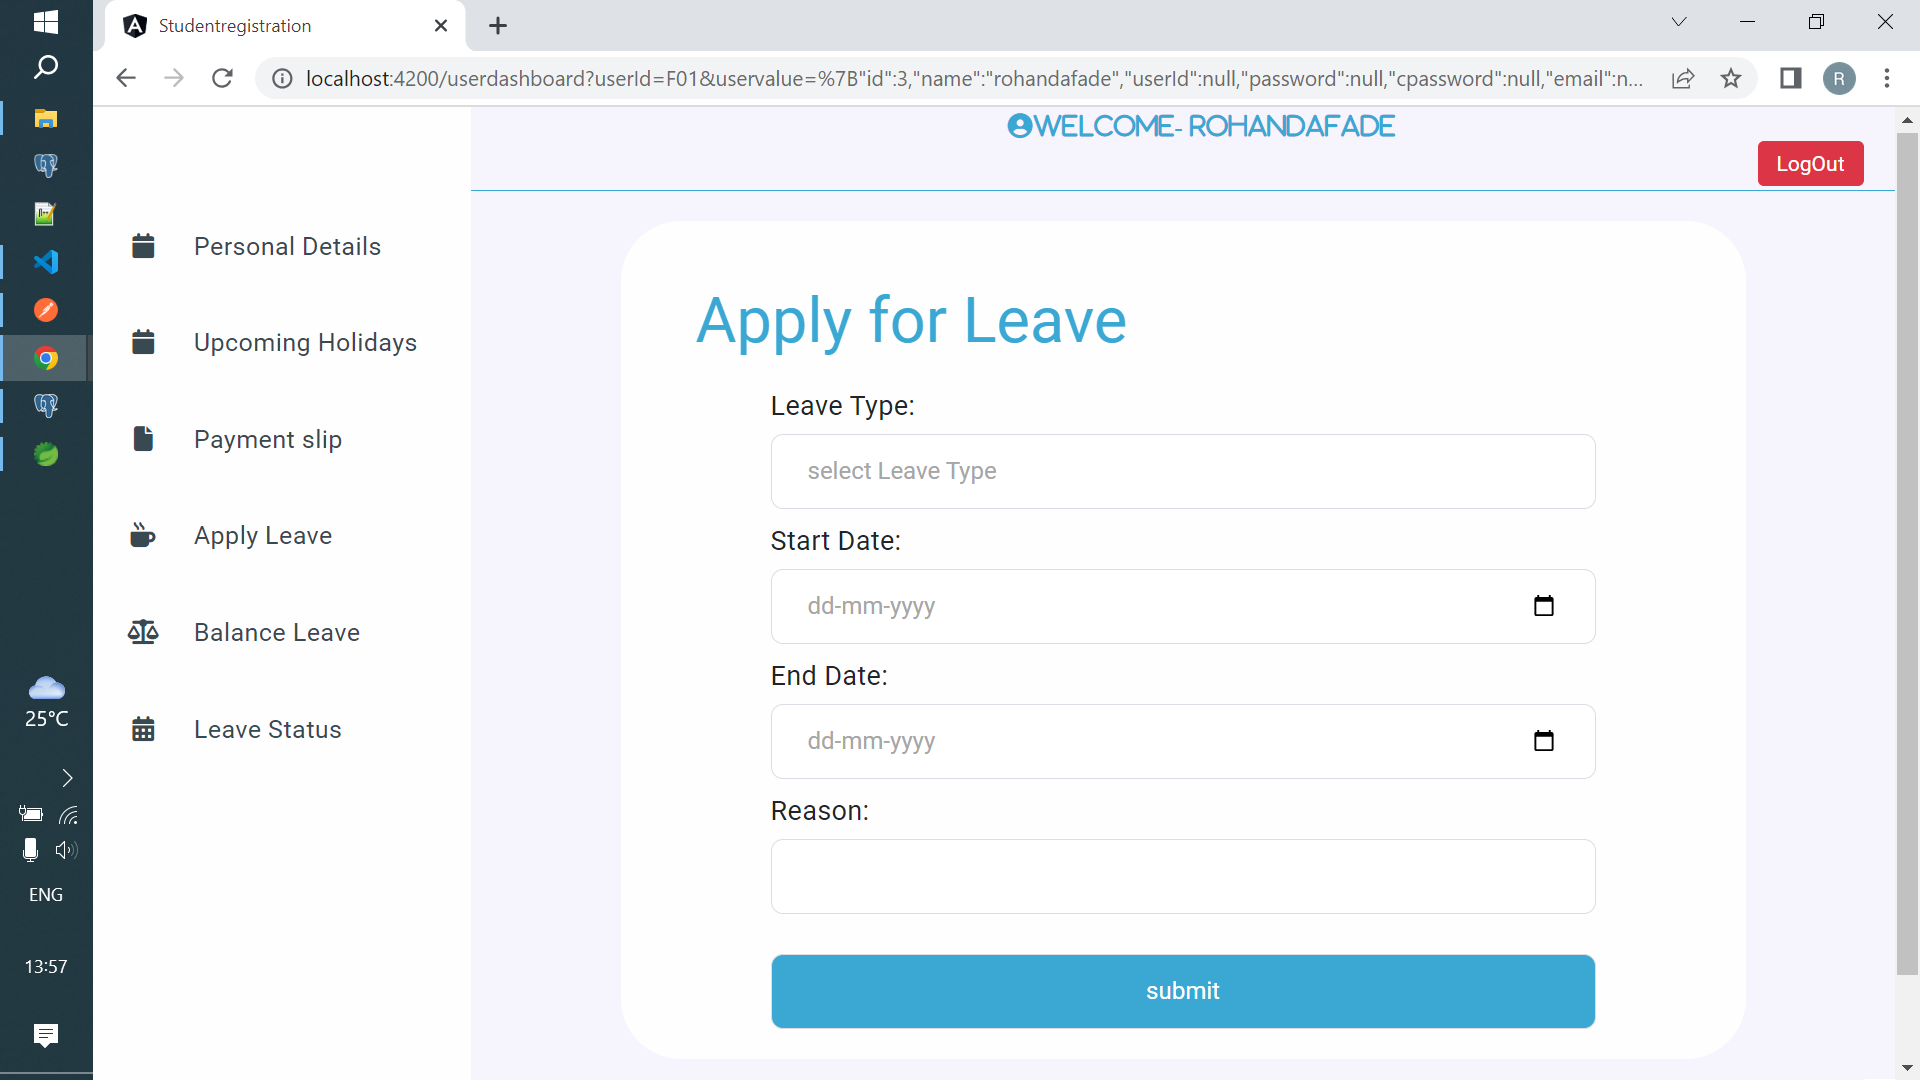 Studentregistration
localhost:4200/userdashboard?userId=F01&uservalue=%7B"id":3,"name":"rohandafade","userId":null,"password":null,"cpassword":null,"email":n...
R
WELCOME- ROHANDAFADE
LogOut
Personal Details
Upcoming Holidays
Payment slip
Apply Leave
Balance Leave
Leave Status
Apply for Leave
Leave Type:
select Leave Type
Start Date:
dd-mm-yyyy
End Date:
dd-mm-yyyy
Reason:
submit
25°C
ENG
13:57